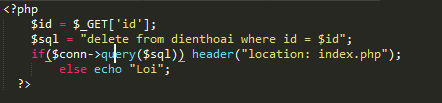 <?php
$id = $_GET['id'];
$sql = "delete from dienthoai where id = $id";
if($conn->query($sql)) header("location: index.php");
else echo "Loi";
?>